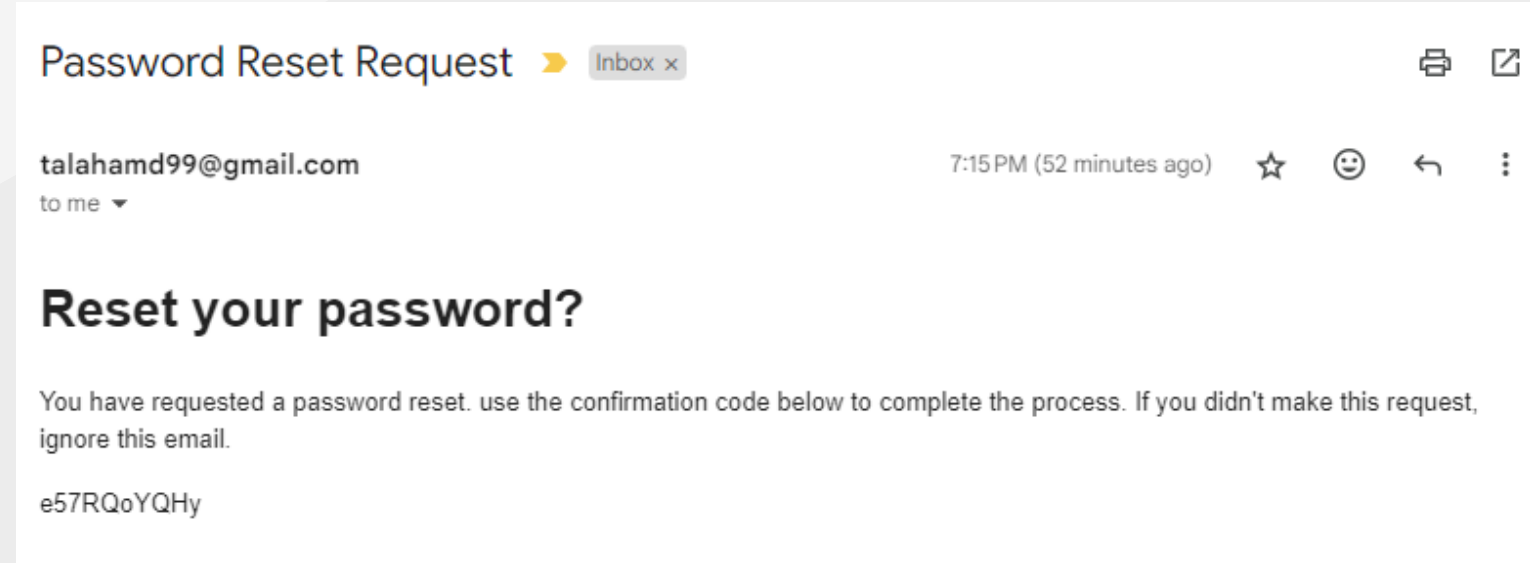 Password Reset Request Inbox x
talahamd99@gmail.com 7:15 PM (52 minutes ago)
to me
Reset your password?
You have requested a password reset. use the confirmation code below to complete the process. If you didn't make this request,
ignore this email.
e57RQoYQHy